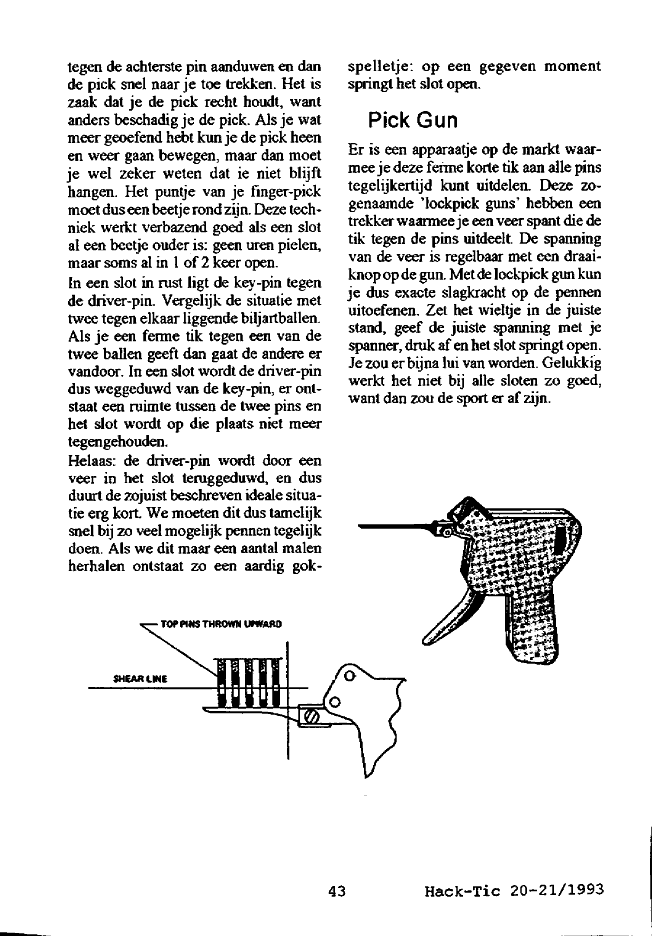 tegen de achterste pin aanduwen en dan
de pick snel naar je toe trekken. Het is
zaak dat je de pick recht houdt, want
anders beschadig je de pick. Als je wat
meer geoefend hebt kun je de pick heen
en weer gaan bewegen, maar dan moet
je wel zeker weten dat ie niet blijft
hangen. Het puntje van je finger-pick
moet dus een beetje rond zijn. Deze tech-
niek werkt verbazend goed als een slot
al een beetje ouder is: geen uren pielen,
maar soms al in 1 of 2 keer open.
In een slot in rust ligt de key-pin tegen
de driver-pin. Vergelijk de situatie met
twee tegen elkaar liggende biljartballen.
Als je een ferme tik tegen een van de
twee ballen geeft dan gaat de andere er
vandoor. In een slot wordt de driver-pin
dus weggeduwd van de key-pin, er ont-
staat een ruimte tussen de twee pins en
het slot wordt op die plaats niet meer
tegengehouden.
Helaas: de driver-pin wordt door een
veer in het slot teruggeduwd, en dus
duurt de zojuist beschreven ideale situa-
tie erg kort. We moeten dit dus tamelijk
snel bij zo veel mogelijk pennen tegelijk
doen. Als we dit maar een aantal malen
herhalen ontstaat zo een aardig gok-
spelletje: op een gegeven moment
springt het slot open.
Pick Gun
Er is een apparaatje op de markt waar-
mee je deze ferme korte tik aan alle pins
tegelijkertijd kunt uitdelen. Deze zo-
genaamde 'lockpick guns' hebben een
trekker waarmee je een veer spant die de
tik tegen de pins uitdeelt. De spanning
van de veer is regelbaar met een draai-
knop op de gun. Met de lockpick gun kun
je dus exacte slagkracht op de pennen
uitoefenen. Zet het wieltje in de juiste
stand, geef de juiste spanning met je
spanner, druk af en het slot springt open.
Je zou er bijna lui van worden. Gelukkig
werkt het niet bij alle sloten zo goed,
want dan zou de sport er af zijn.
TOP PINS THROWN UPWARD
SHEAR LINE
43 Hack-Tic 20-21/1993